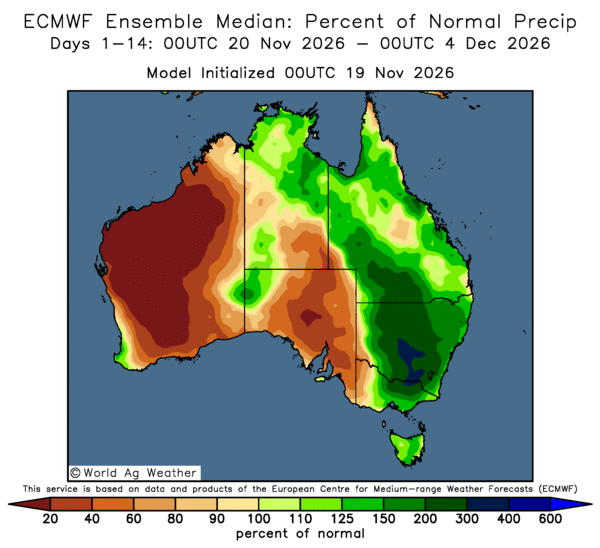 ECMWF Ensemble Median: Percent of Normal Precip
Days 1-14: 00UTC 20 Nov 2026 - 00UTC 4 Dec 2026
Model Initialized 00UTC 19 Nov 2026
©World Ag Weather
This service is based on data and products of the European Centre for Medium-range Weather Forecasts (ECMWF)
20 40 60 80 90 100 110 125 150 200 300 400 600
percent of normal